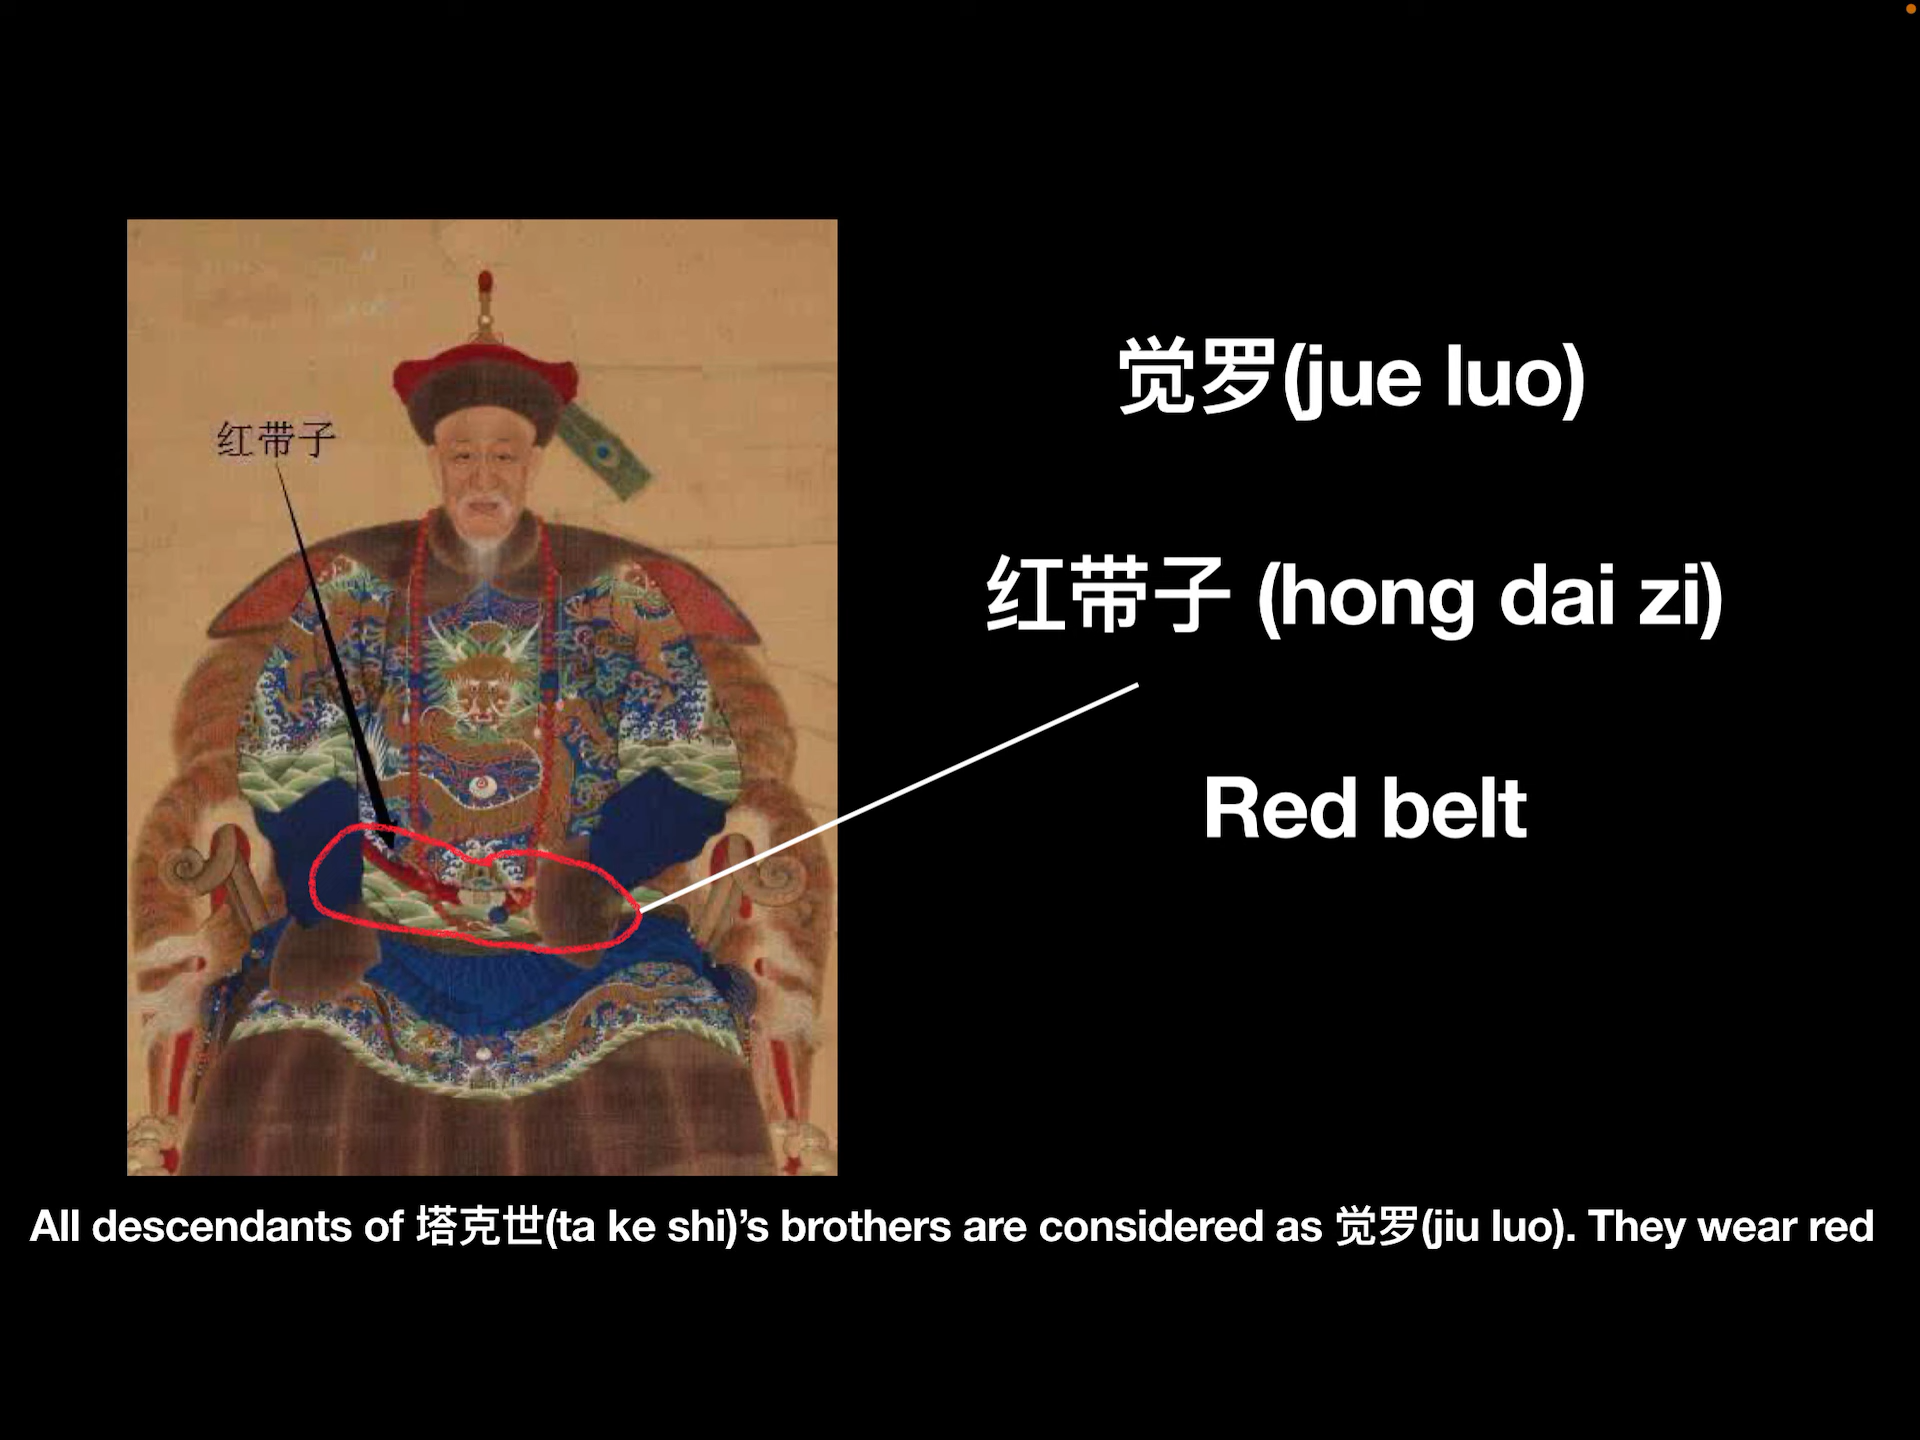 觉罗(jue luo)
红带子
红带子 (hong dai zi)
Red belt
All descendants of 塔克世(ta ke shi)’s brothers are considered as 觉罗(jiu luo). They wear red